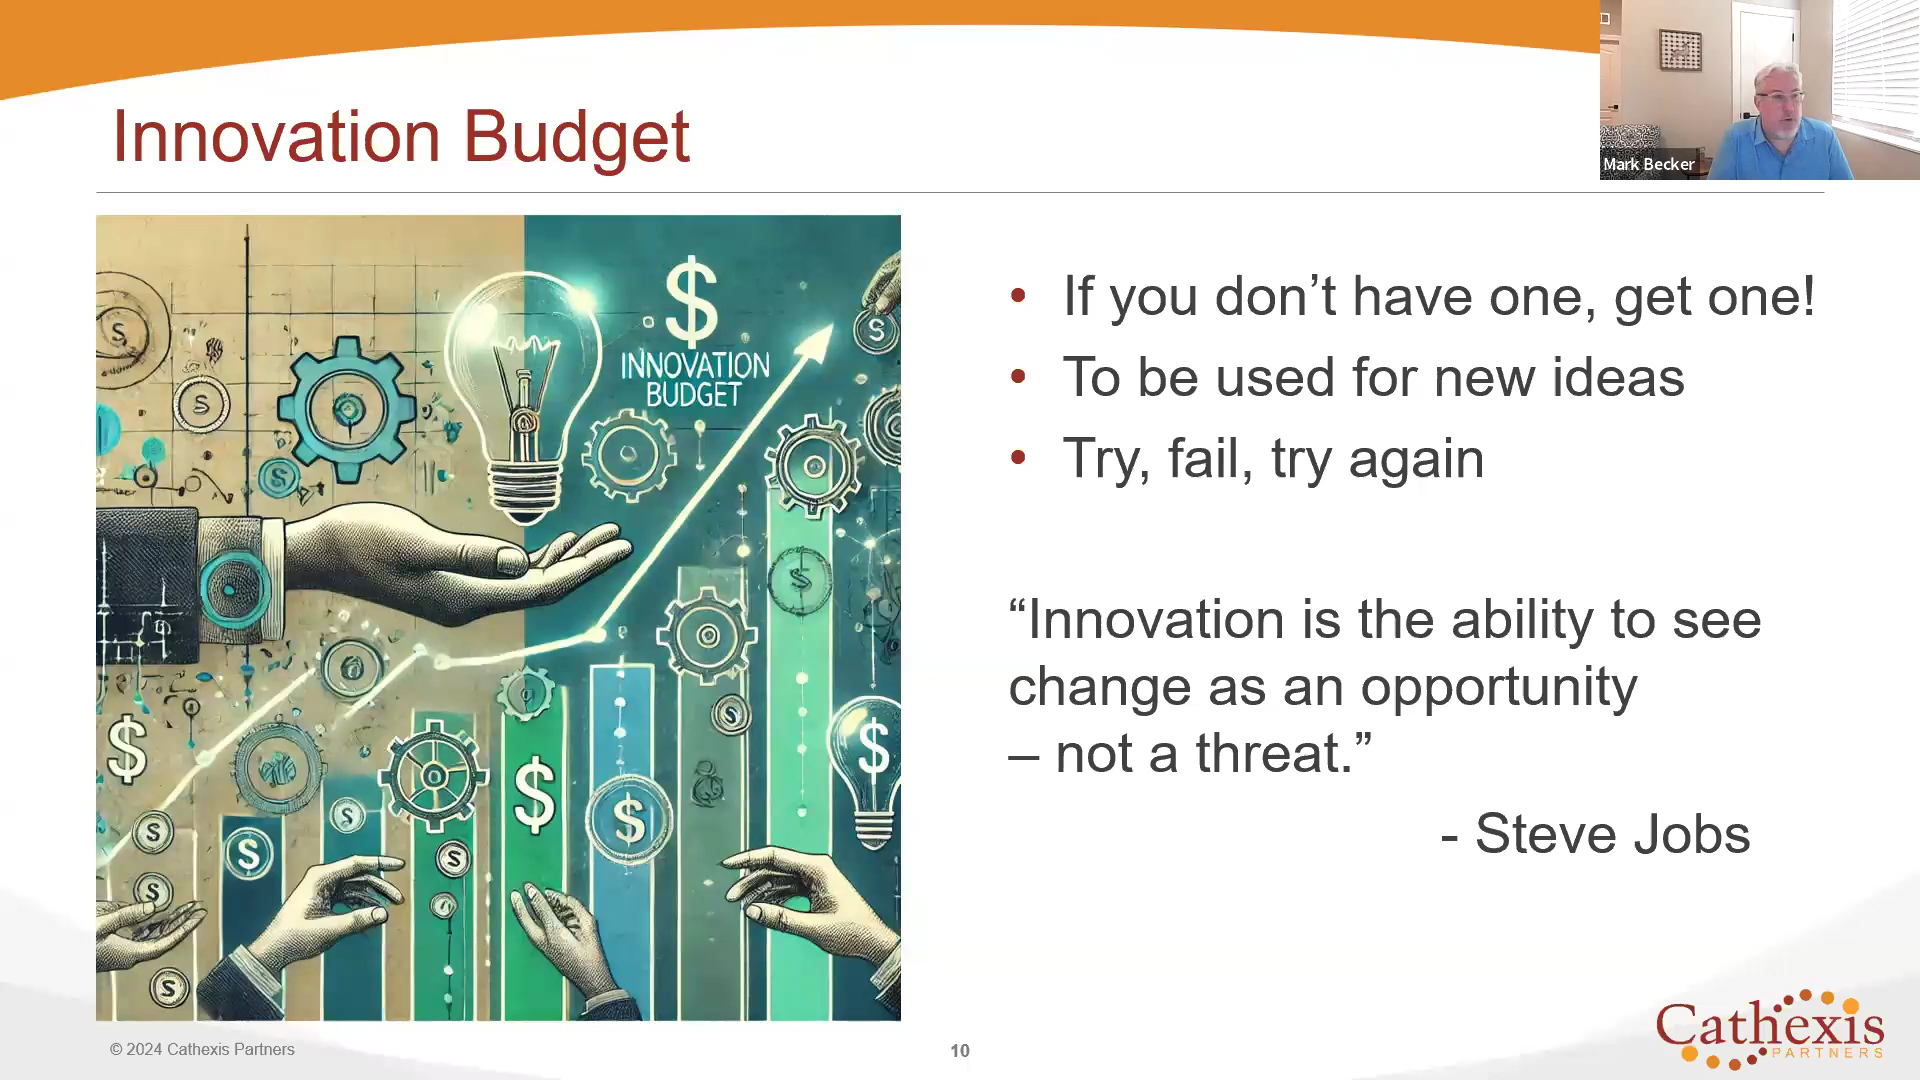 Innovation Budget
Mark Becker
$
INNOVATION
BUDGET
• If you don’t have one, get one!
• To be used for new ideas
• Try, fail, try again
“Innovation is the ability to see
change as an opportunity
– not a threat.”
- Steve Jobs
© 2024 Cathexis Partners
10
Cathexis
PARTNERS